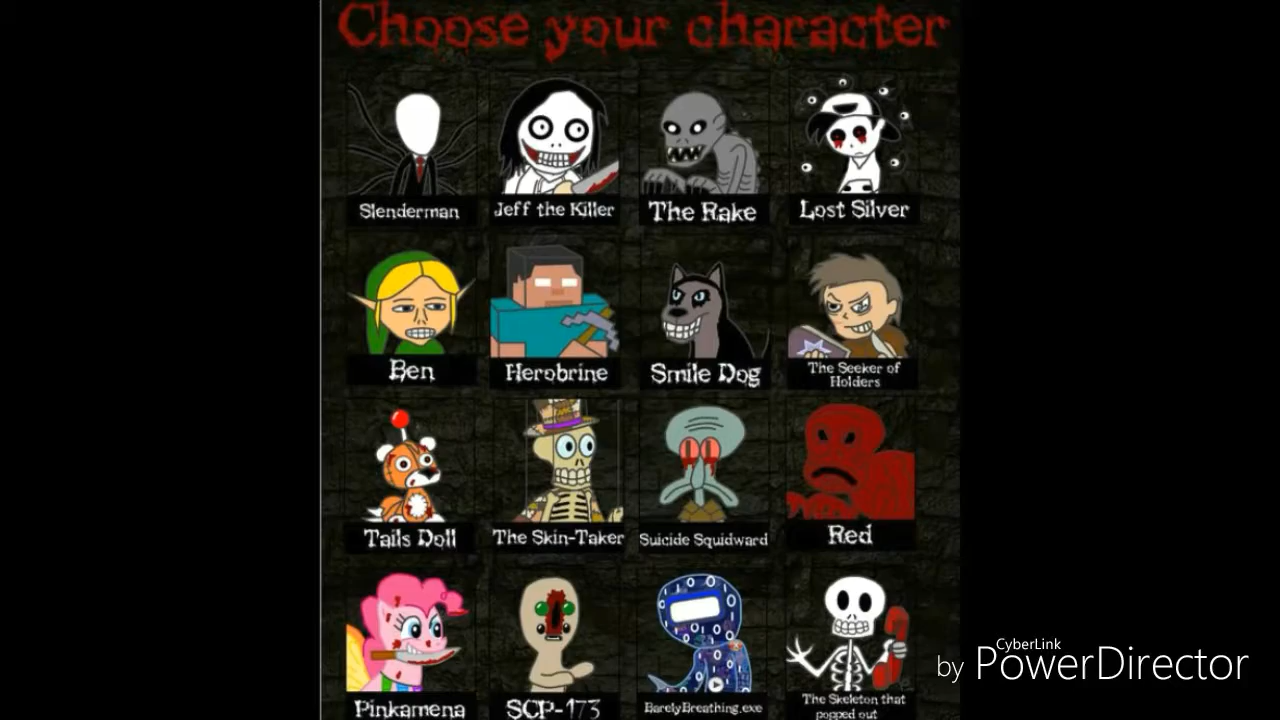 Choose your character
Slenderman
Jeff the Killer
The Rake
Lost Silver
Ben
Herobrine
Smile Dog
The Seeker of
Holders
Tails Doll
The Skin-Taker
Suicide Squidward
Red
Pinkamena
SCP-173
BarelyBreathing.exe
The Skeleton that
popped out
CyberLink
by PowerDirector